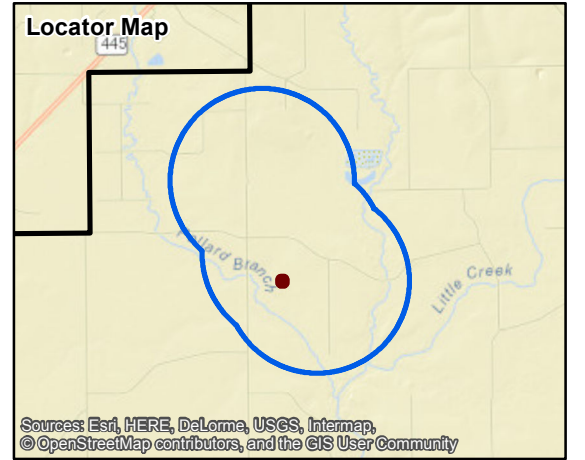 Locator Map
445
Pollard Branch
Little Creek
Sources: Esri, HERE, DeLorme, USGS, Intermap,
© OpenStreetMap contributors, and the GIS User Community